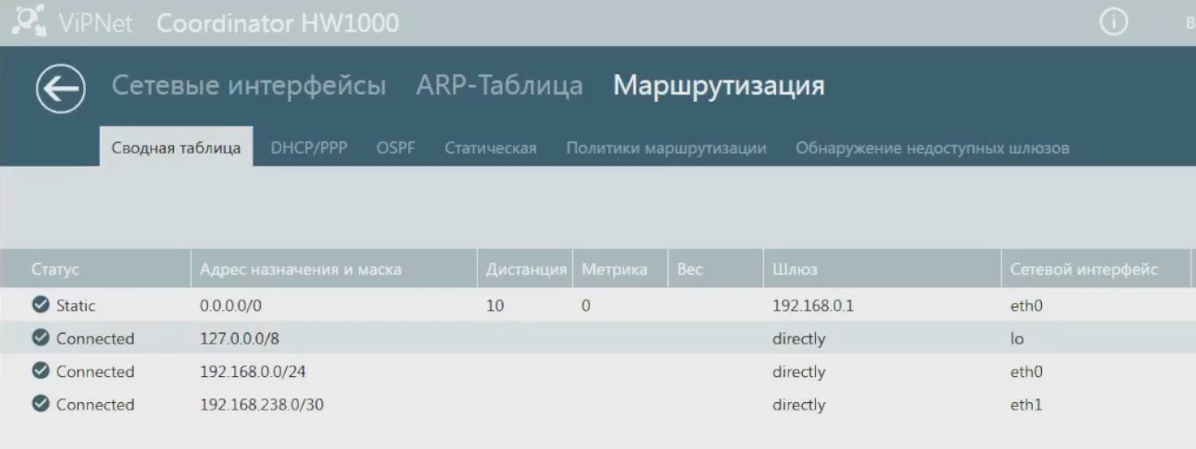 ViPNet Coordinator HW1000
Сетевые интерфейсы ARP-Таблица Маршрутизация
Сводная таблица DHCP/PPP OSPF Статическая Политики маршрутизации Обнаружение недоступных шлюзов
Статус Адрес назначения и маска Дистанция Метрика Вес Шлюз Сетевой интерфейс
Static 0.0.0.0/0 10 0 192.168.0.1 eth0
Connected 127.0.0.0/8 directly lo
Connected 192.168.0.0/24 directly eth0
Connected 192.168.238.0/30 directly eth1